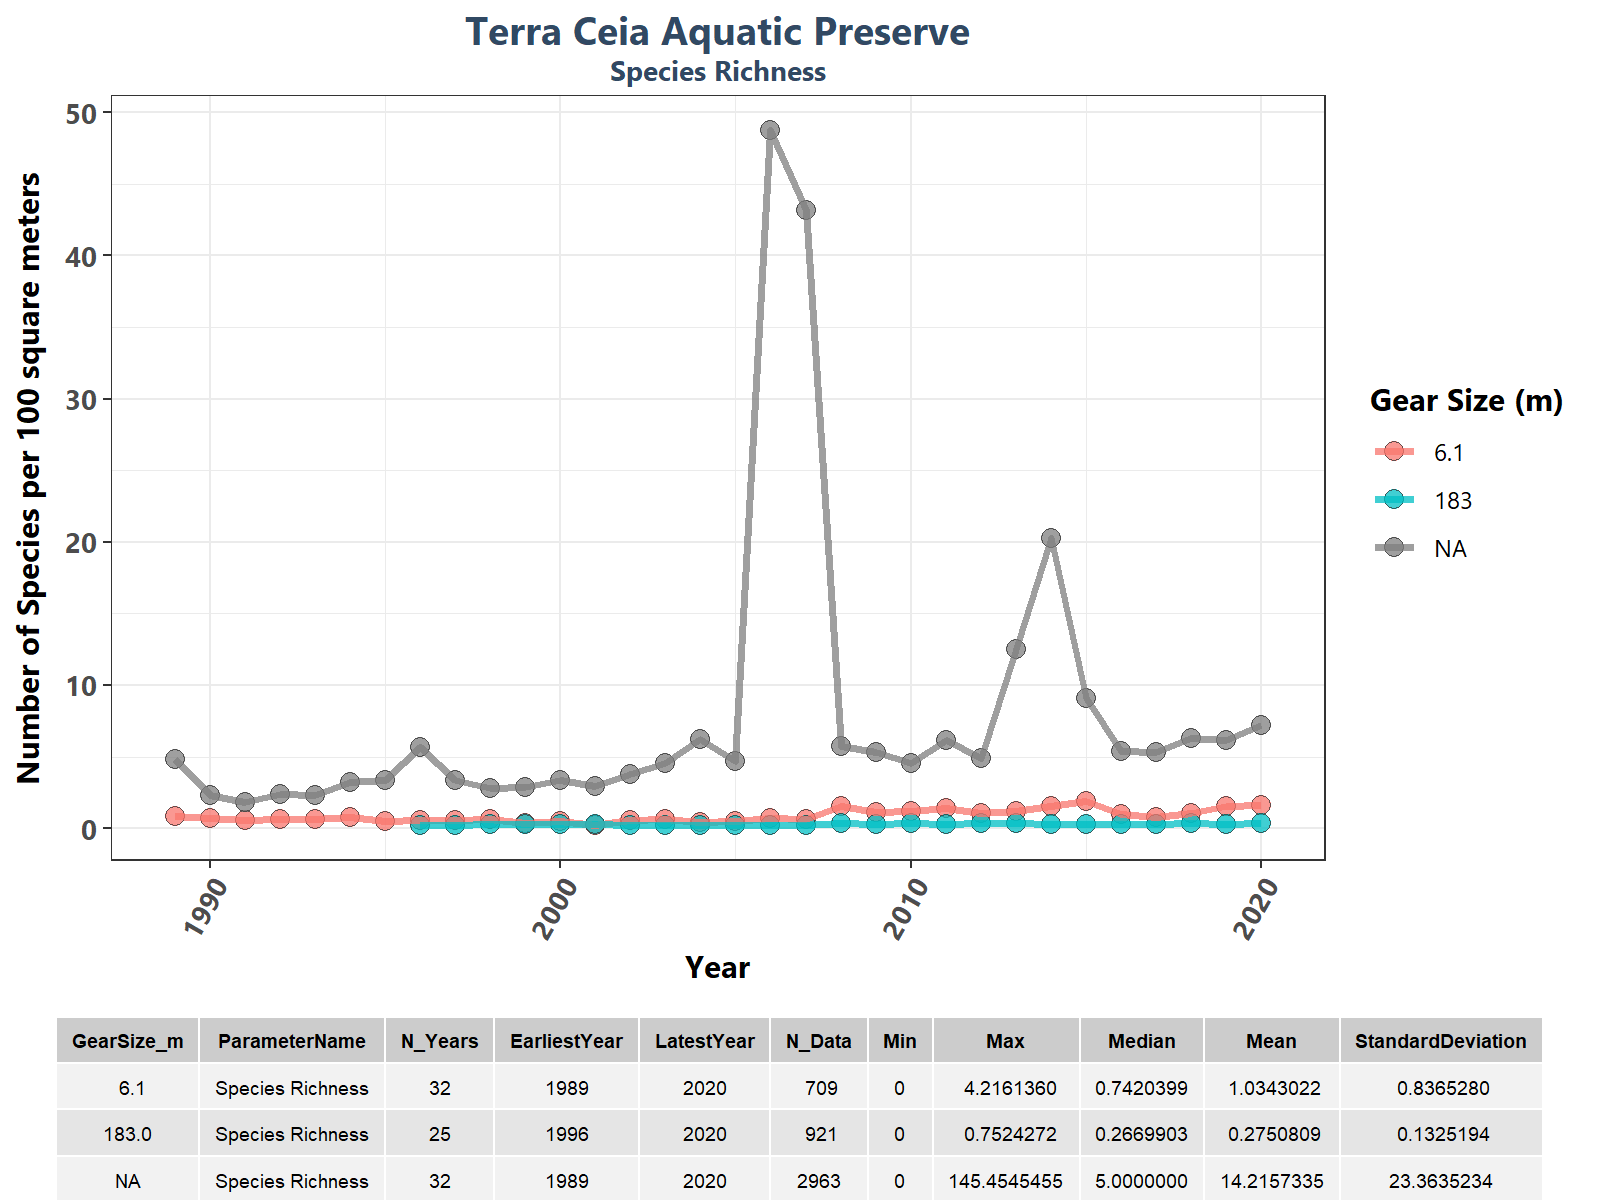 Terra Ceia Aquatic Preserve
Species Richness
Number of Species per 100 square meters
50
40
30
20
10
0
1990
2000
2010
2020
Year
Gear Size (m)
6.1
183
NA
GearSize_m ParameterName N_Years EarliestYear LatestYear N_Data Min Max Median Mean StandardDeviation
6.1 Species Richness 32 1989 2020 709 0 4.2161360 0.7420399 1.0343022 0.8365280
183.0 Species Richness 25 1996 2020 921 0 0.7524272 0.2669903 0.2750809 0.1325194
NA Species Richness 32 1989 2020 2963 0 145.4545455 5.0000000 14.2157335 23.3635234